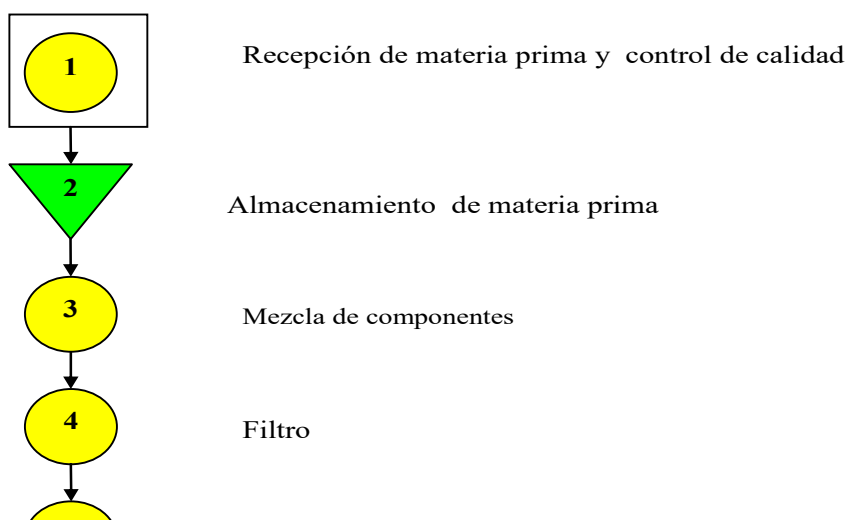 1
Recepción de materia prima y control de calidad
2
Almacenamiento de materia prima
3
Mezcla de componentes
4
Filtro